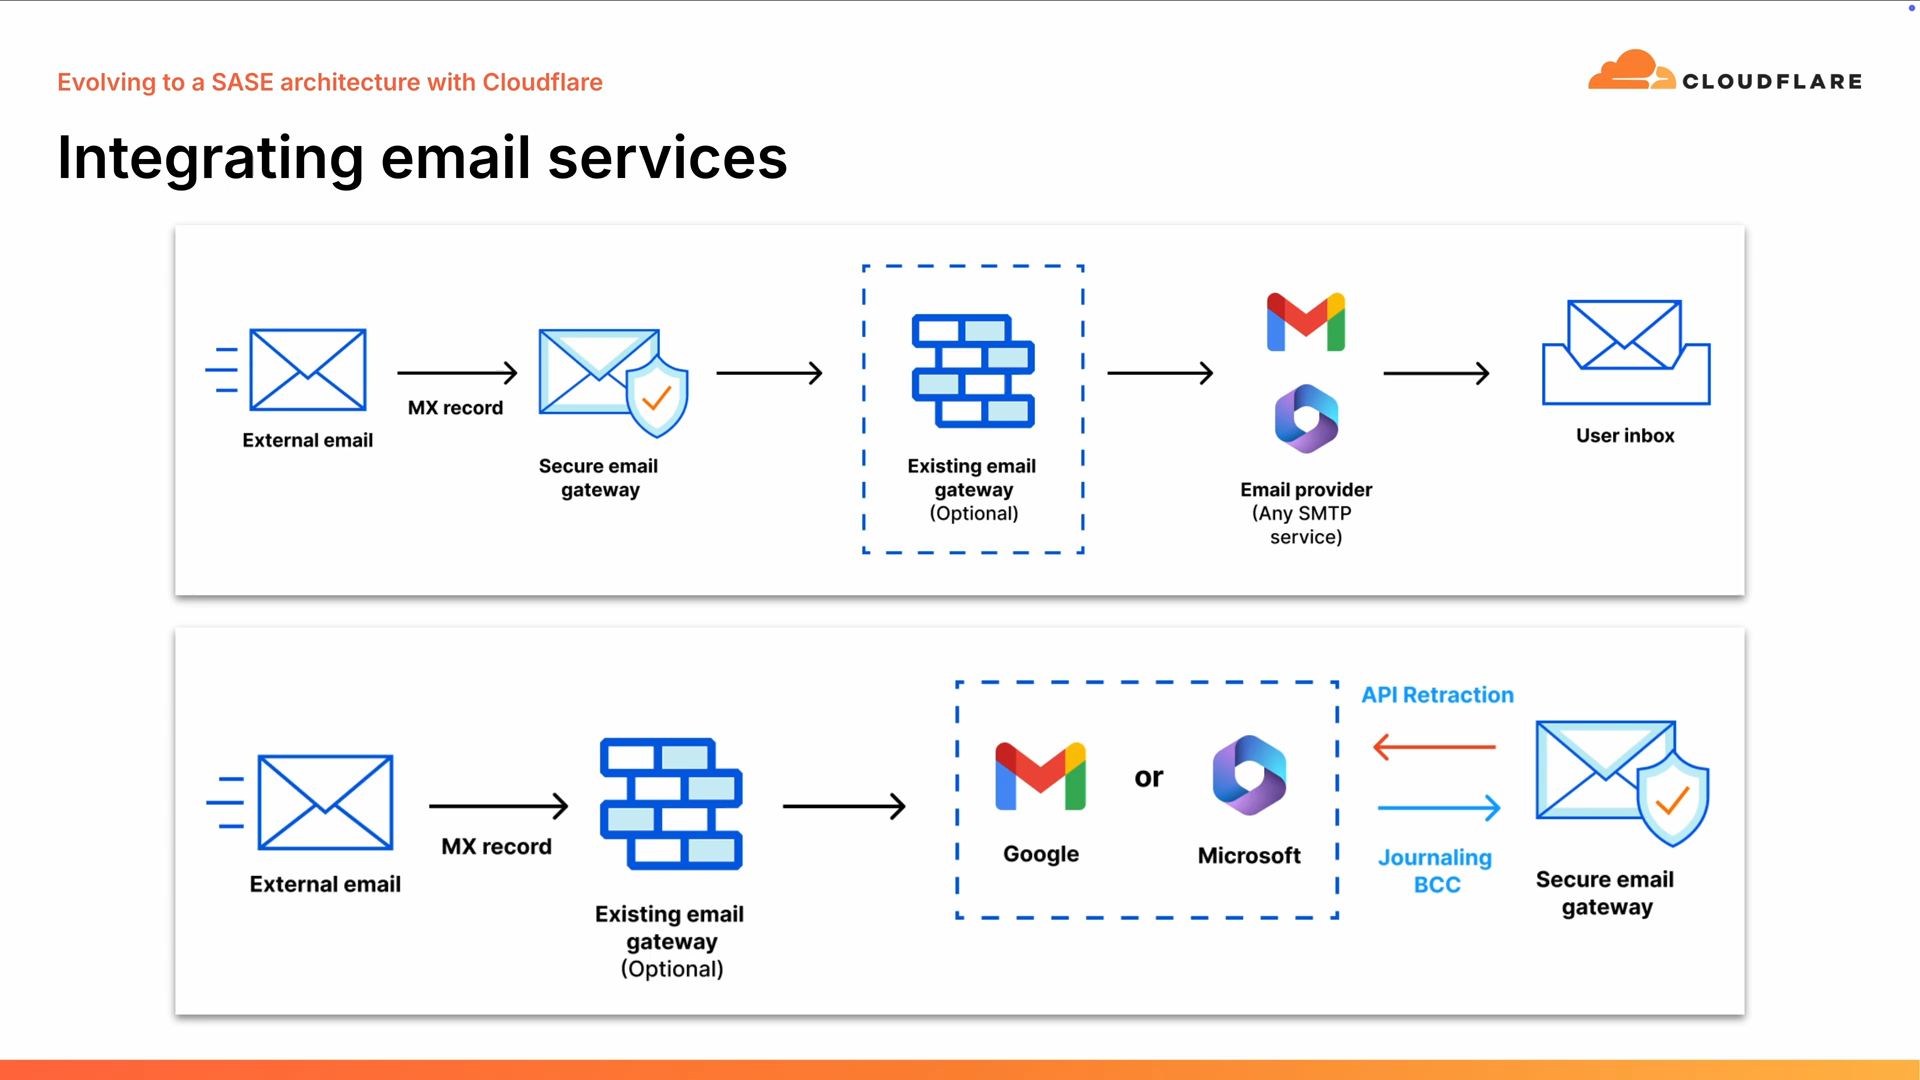 Evolving to a SASE architecture with Cloudflare
CLOUDFLARE
Integrating email services
External email
MX record
Secure email
gateway
Existing email
gateway
(Optional)
Email provider
(Any SMTP
service)
User inbox
External email
MX record
Existing email
gateway
(Optional)
Google
or
Microsoft
API Retraction
Journaling
BCC
Secure email
gateway